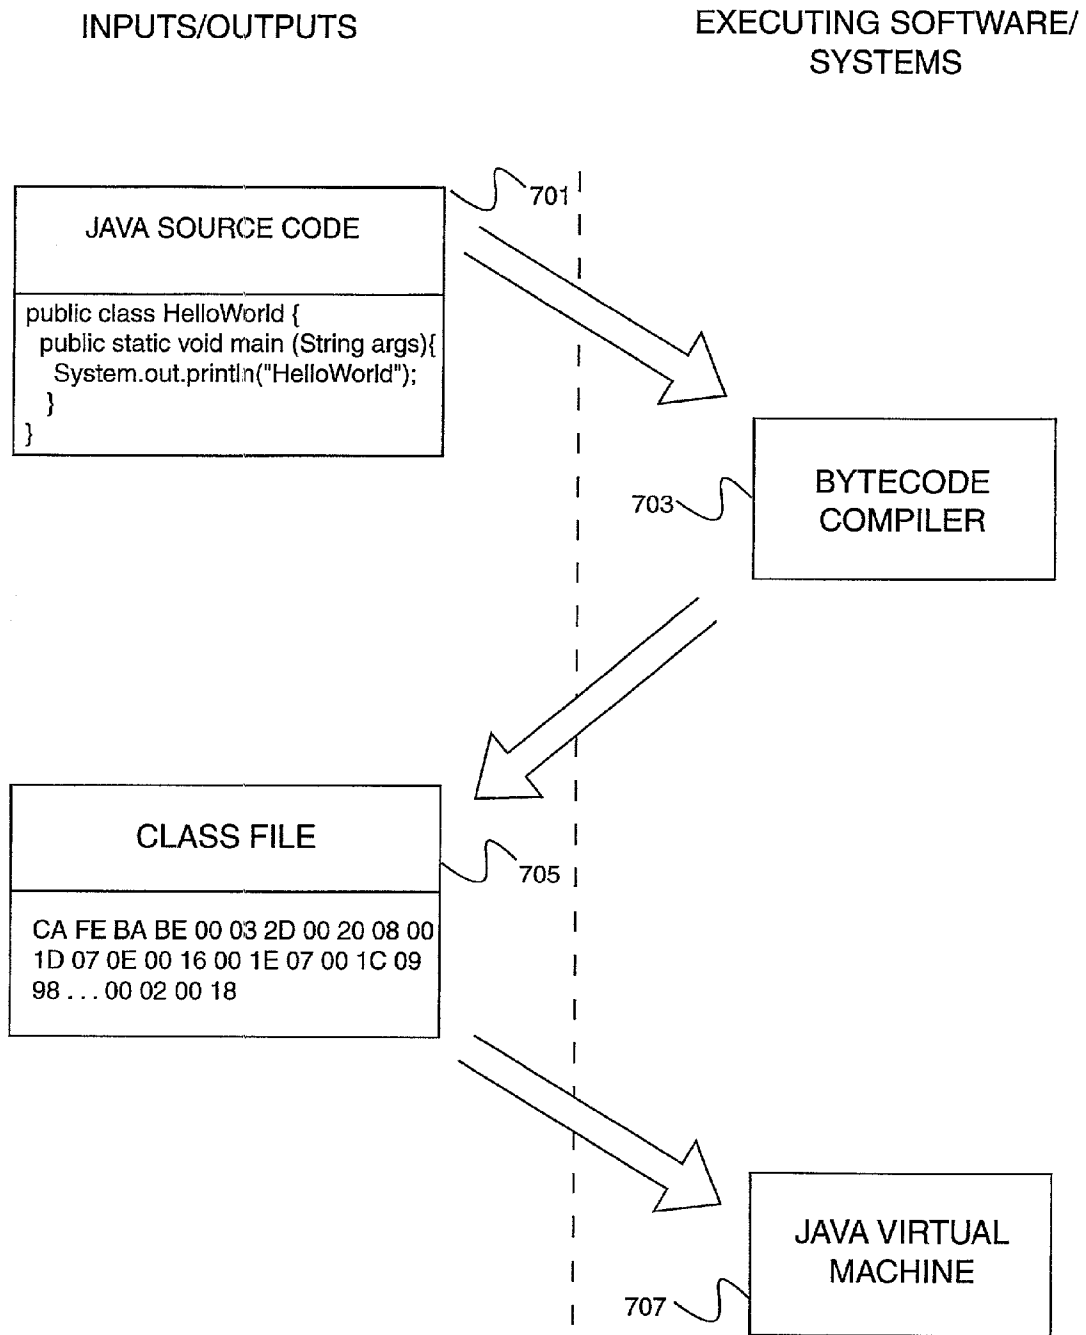 INPUTS/OUTPUTS
EXECUTING SOFTWARE/
SYSTEMS
701
JAVA SOURCE CODE
public class HelloWorld {
public static void main (String args){
System.out.println("HelloWorld");
}
}
703
BYTECODE
COMPILER
CLASS FILE
705
CA FE BA BE 00 03 2D 00 20 08 00
1D 07 0E 00 16 00 1E 07 00 1C 09
98 . . . 00 02 00 18
JAVA VIRTUAL
MACHINE
707